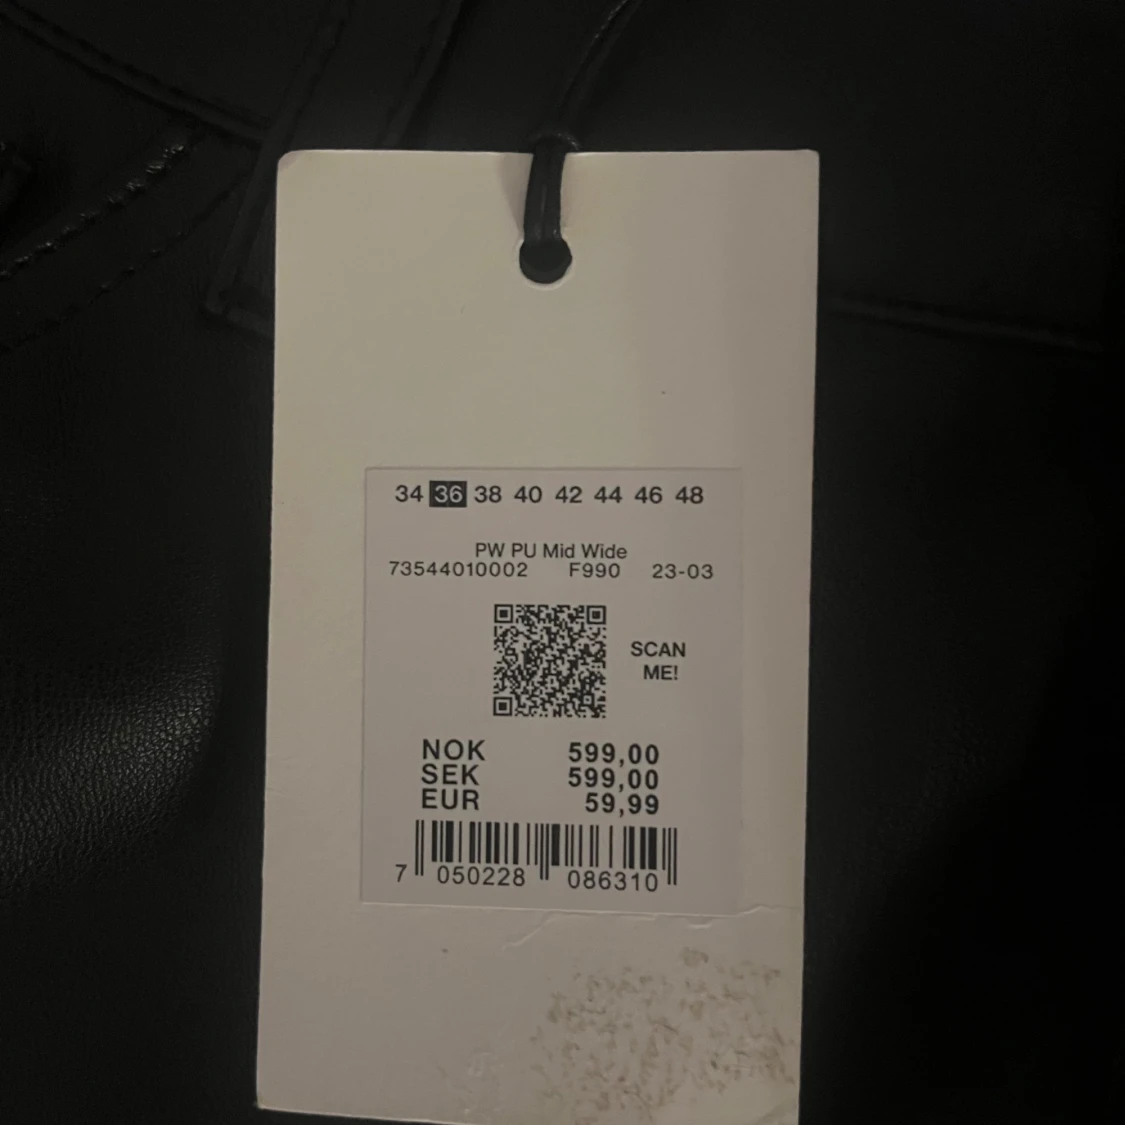 34 36 38 40 42 44 46 48
PW PU Mid Wide
73544010002 F990 23-03
SCAN
ME!
NOK 599,00
SEK 599,00
EUR 59,99
7 050228 086310